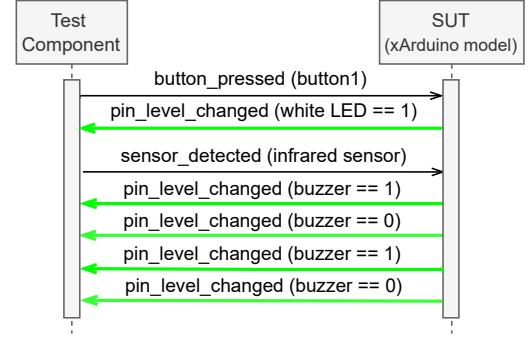 Test
Component
SUT
(xArduino model)
button_pressed (button1)
pin_level_changed (white LED == 1)
sensor_detected (infrared sensor)
pin_level_changed (buzzer == 1)
pin_level_changed (buzzer == 0)
pin_level_changed (buzzer == 1)
pin_level_changed (buzzer == 0)